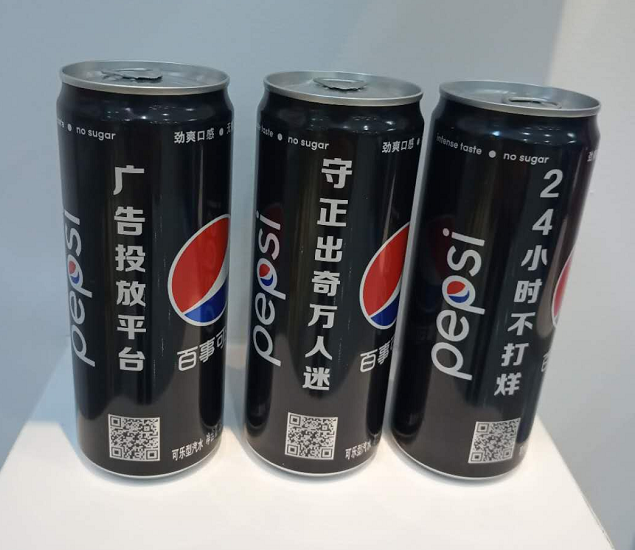 no sugar
劲爽口感
pepsi
广告投放平台
百事可
可乐型汽水
taste no sugar
劲爽口感
pepsi
守正出奇万人迷
百事可
可乐型汽水
intense taste no sugar
pepsi
24小时不打烊